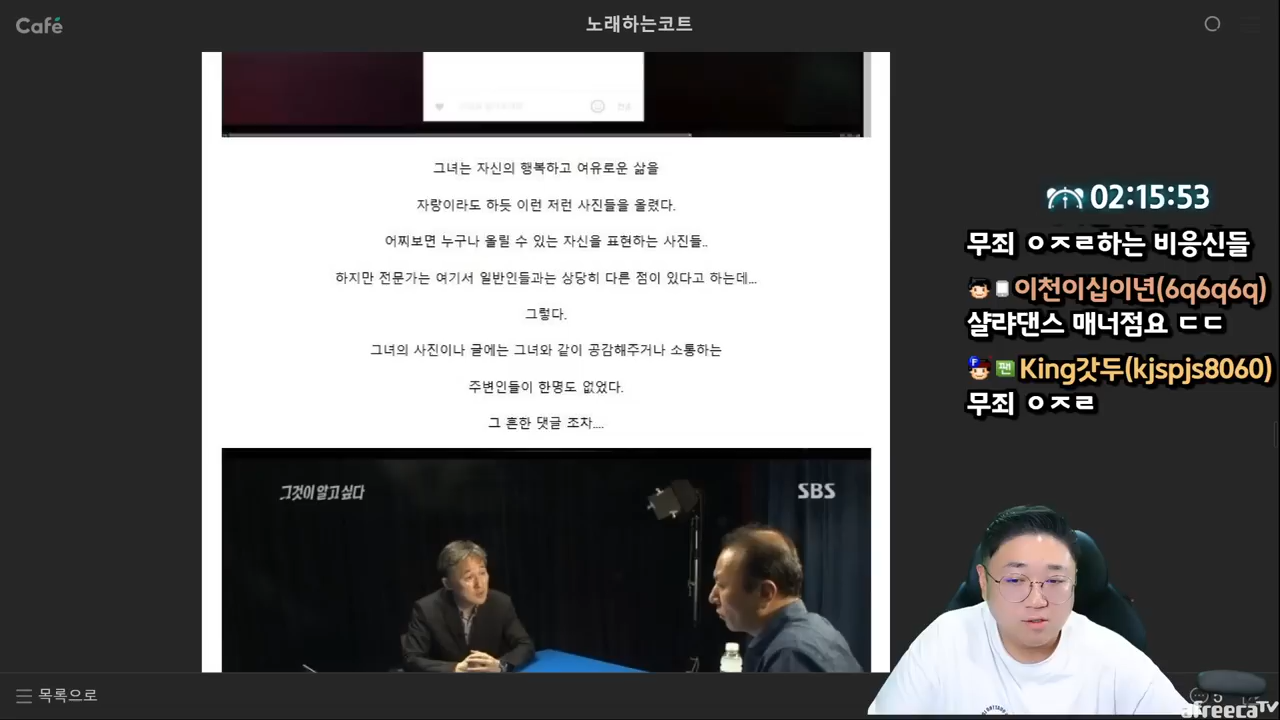 Café
노래하는코트
그녀는 자신의 행복하고 여유로운 삶을
자랑이라도 하듯 이런 저런 사진들을 올렸다.
어찌보면 누구나 올릴 수 있는 자신을 표현하는 사진들..
하지만 전문가는 여기서 일반인들과는 상당히 다른 점이 있다고 하는데...
그렇다.
그녀의 사진이나 글에는 그녀와 같이 공감해주거나 소통하는
주변인들이 한명도 없었다.
그 흔한 댓글 조차....
그것이 알고 싶다
SBS
02:15:53
무죄 ㅇㅈㄹ하는 비응신들
이천이십이년(6q6q6q)
샬랴댄스 매너점요 ㄷㄷ
F 팬 King갓두(kjspjs8060)
무죄 ㅇㅈㄹ
목록으로
5
afreecaTV